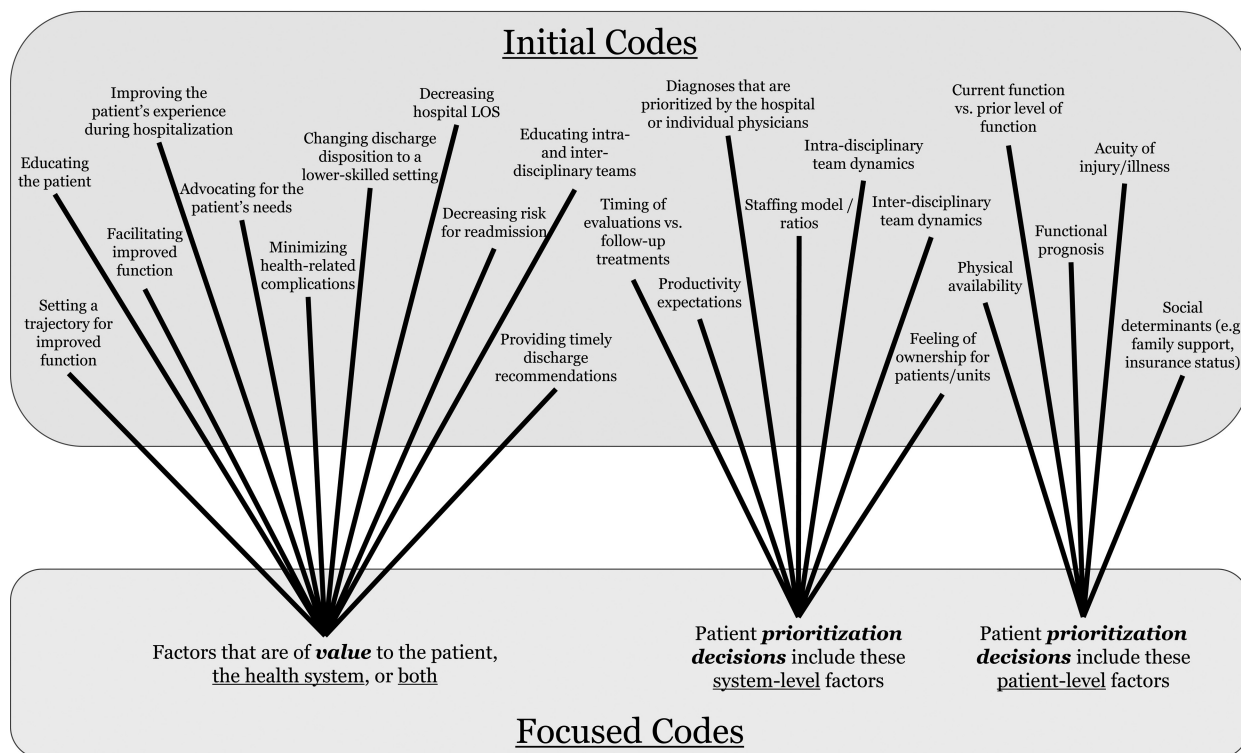 Initial Codes
Improving the
patient's experience
during hospitalization
Decreasing
hospital LOS
Diagnoses that are
prioritized by the hospital
or individual physicians
Current function
vs. prior level of
function
Educating
the patient
Changing discharge
disposition to a
lower-skilled setting
Educating intra-
and inter-
disciplinary teams
Intra-disciplinary
team dynamics
Acuity of
injury/illness
Advocating for the
patient's needs
Decreasing risk
for readmission
Timing of
evaluations vs.
follow-up
treatments
Staffing model /
ratios
Inter-disciplinary
team dynamics
Facilitating
improved
function
Minimizing
health-related
complications
Functional
prognosis
Physical
availability
Productivity
expectations
Setting a
trajectory for
improved
function
Providing timely
discharge
recommendations
Feeling of
ownership for
patients/units
Social
determinants (e.g
family support,
insurance status)
Factors that are of value to the patient,
the health system, or both
Patient prioritization
decisions include these
system-level factors
Patient prioritization
decisions include these
patient-level factors
Focused Codes